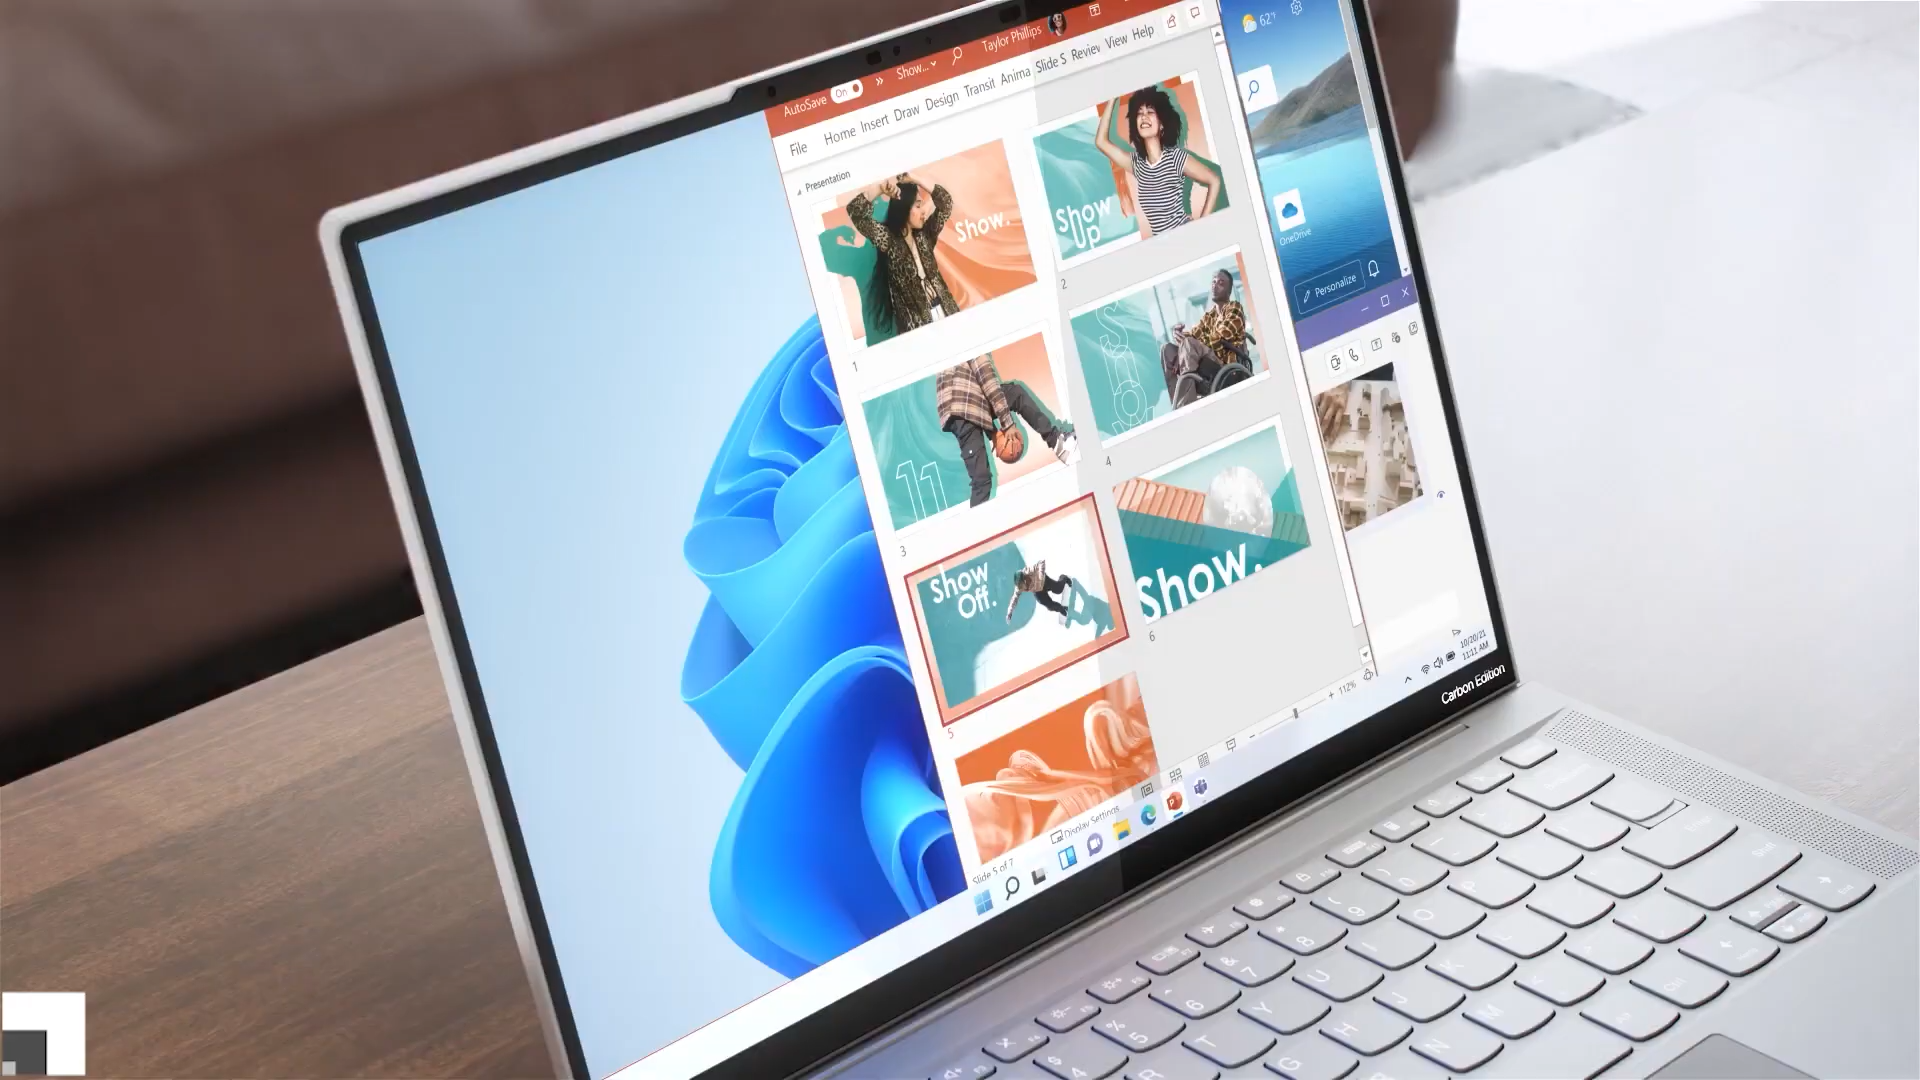 AutoSave On
Show...
Taylor Phillips
62°
File Home Insert Draw Design Transit Anima Slide S Review View Help
Presentation
Show.
1
Show
Up
2
11
3
Show
4
Show
Off.
5
Show.
6
OneDrive
Personalize
Slide 5 of 7
Display Settings
112%
10/20/21
11:11 AM
Carbon Edition